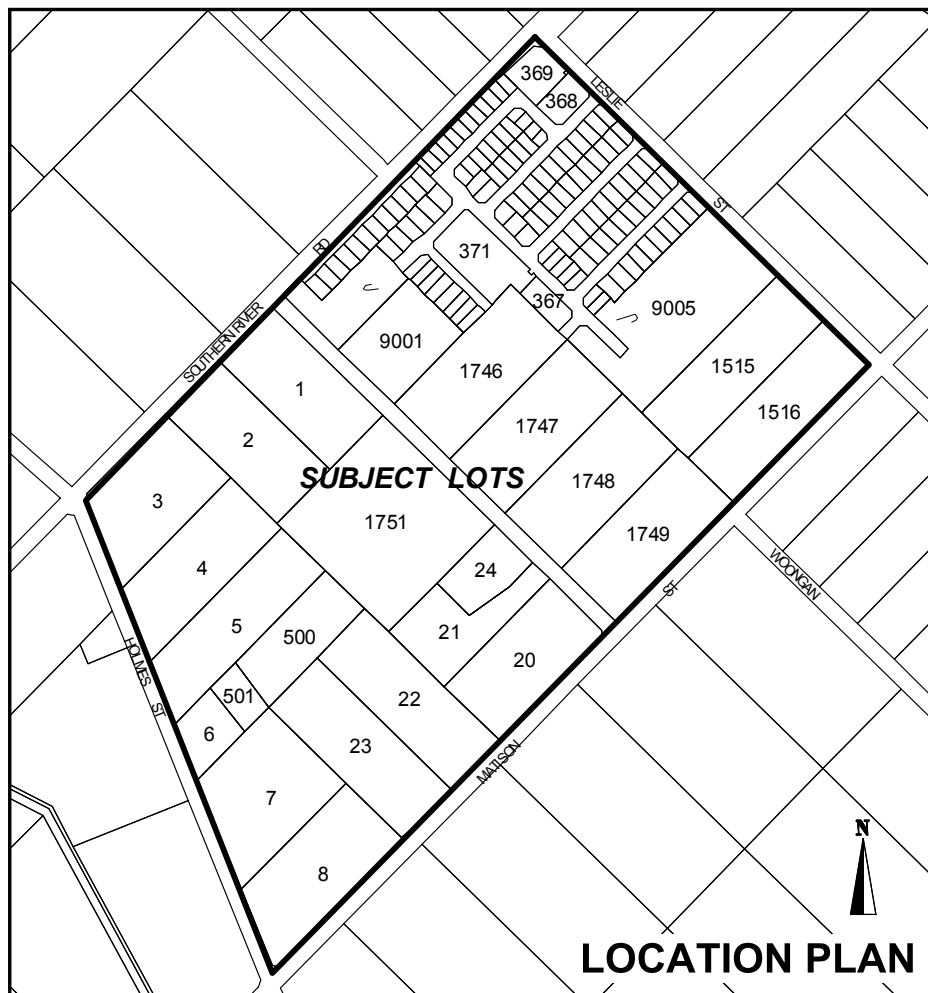 369
368
LESLIE
ST
371
RD
367
9005
SOUTHERN RIVER
9001
1746
1515
1
1516
1747
2
SUBJECT LOTS
1748
3
1751
1749
4
24
WOONGAN
ST
5
500
21
HOLMES ST
20
501
22
6
23
MATISON
7
N
8
LOCATION PLAN